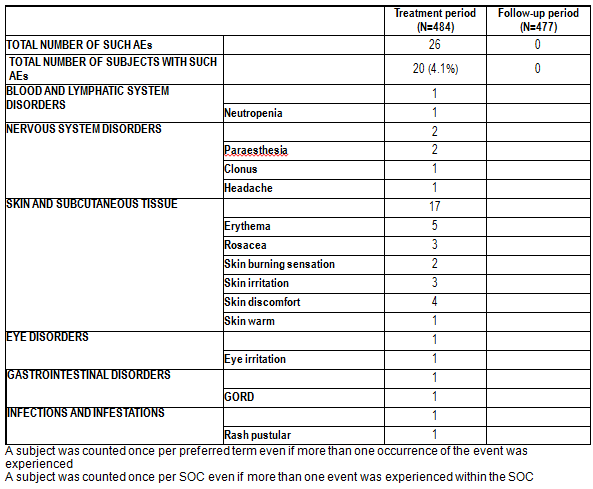 Treatment period (N=484) Follow-up period (N=477)
TOTAL NUMBER OF SUCH AEs 26 0
TOTAL NUMBER OF SUBJECTS WITH SUCH AEs 20 (4.1%) 0
BLOOD AND LYMPHATIC SYSTEM DISORDERS 1
Neutropenia 1
NERVOUS SYSTEM DISORDERS 2
Paraesthesia 2
Clonus 1
Headache 1
SKIN AND SUBCUTANEOUS TISSUE 17
Erythema 5
Rosacea 3
Skin burning sensation 2
Skin irritation 3
Skin discomfort 4
Skin warm 1
EYE DISORDERS 1
Eye irritation 1
GASTROINTESTINAL DISORDERS 1
GORD 1
INFECTIONS AND INFESTATIONS 1
Rash pustular 1
A subject was counted once per preferred term even if more than one occurrence of the event was
experienced
A subject was counted once per SOC even if more than one event was experienced within the SOC